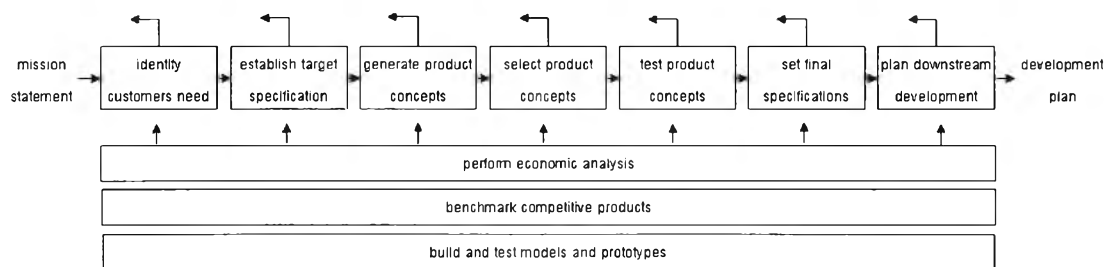 mission
statement
identity
customers need
establish target
specification
generate product
concepts
select product
concepts
test product
concepts
set final
specifications
plan downstream
development
development
plan
perform economic analysis
benchmark competitive products
build and test models and prototypes